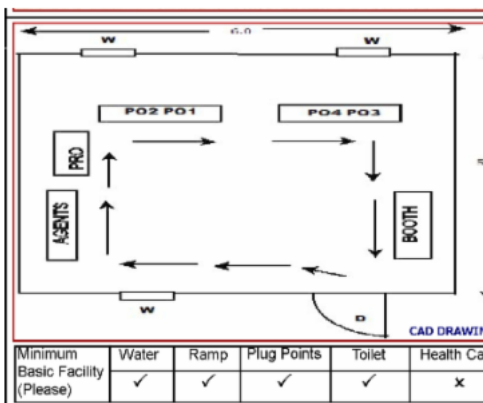 6.0
W
W
PO2 PO1
PO4 PO3
PRO
AGENTS
BOOTH
W
D
CAD DRAWIN
Minimum Water Ramp Plug Points Toilet Health Ca
Basic Facility ✓ ✓ ✓ ✓ x
(Please)